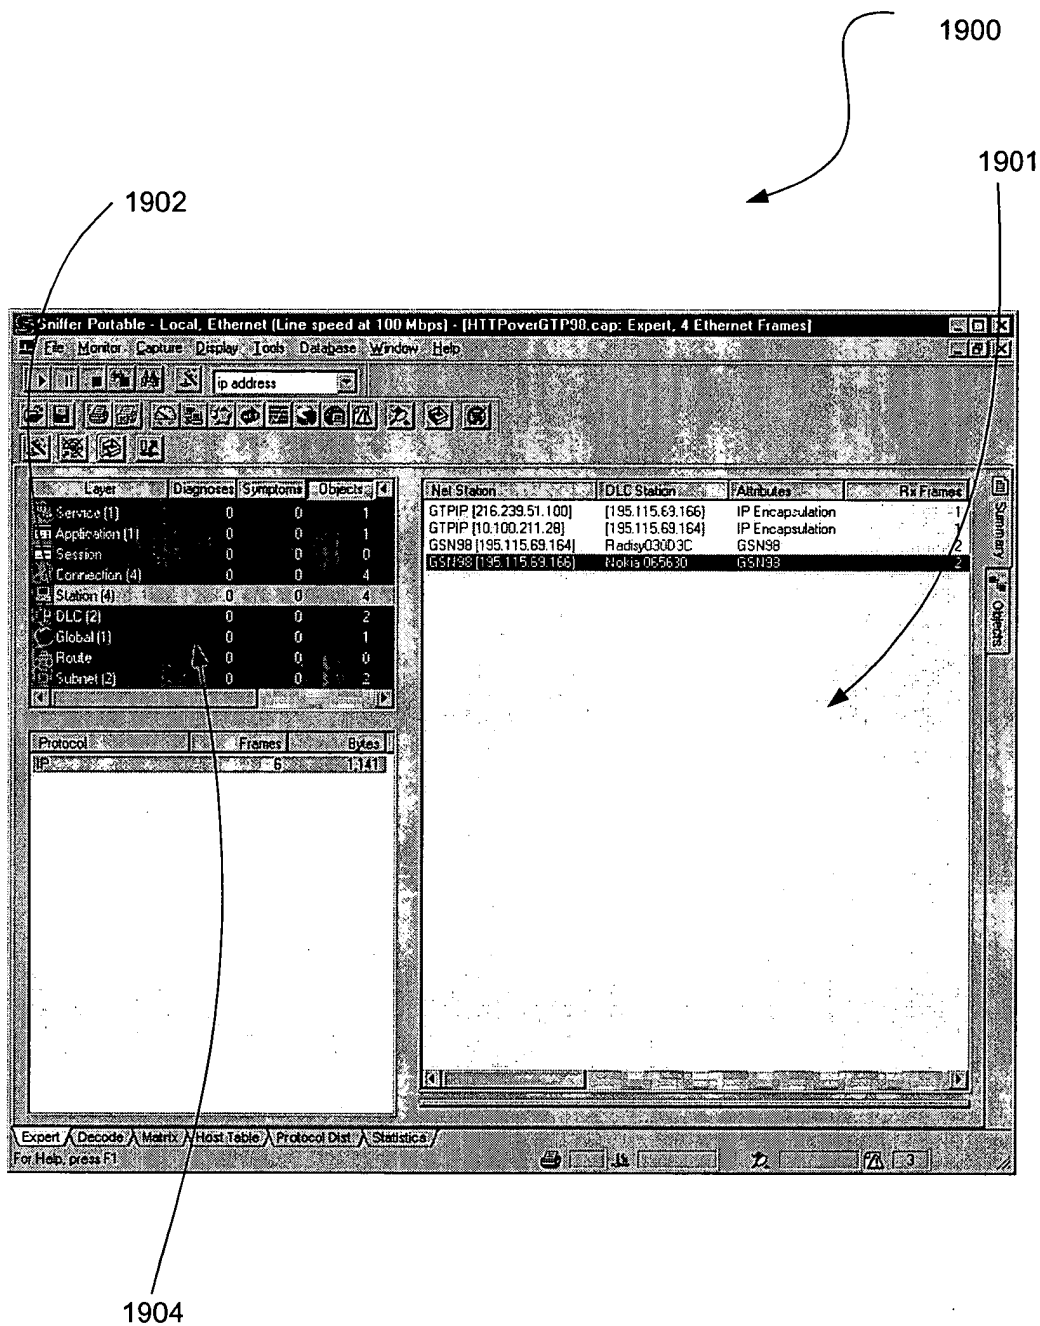 1900
1901
1902
Sniffer Portable - Local, Ethernet (Line speed at 100 Mbps) - [HTTPoverGTP98.cap: Expert, 4 Ethernet Frames]
File Monitor Capture Display Tools Database Window Help
ip address
Layer Diagnoses Symptoms Objects
Service (1) 0 0 1
Application (1) 0 0 1
Session 0 0 0
Connection (4) 0 0 4
Station (4) 0 0 4
DLC (2) 0 0 2
Global (1) 0 0 1
Route 0 0 0
Subnet (2) 0 0 2
Protocol Frames Bytes
IP 6 1,141
Net Station DLC Station Attributes Rx Frames
GTPIP [216.239.51.100] [195.115.69.166] IP Encapsulation 1
GTPIP [10.100.211.28] [195.115.69.164] IP Encapsulation 1
GSN98 [195.115.69.164] Radisy030D3C GSN98 2
GSN98 [195.115.69.166] Nokia 065630 GSN98 2
Summary
Objects
Expert Decode Matrix Host Table Protocol Dist. Statistica
For Help, press F1
3
1904